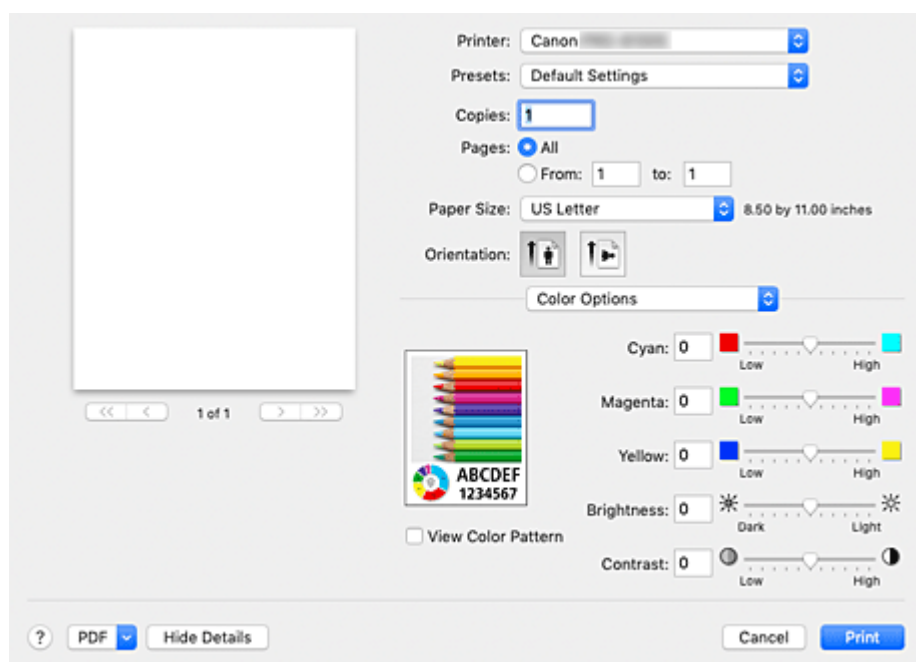 Printer: Canon
Presets: Default Settings
Copies: 1
Pages: All
From: 1 to: 1
Paper Size: US Letter 8.50 by 11.00 inches
Orientation:
Color Options
Cyan: 0
Low High
Magenta: 0
Low High
Yellow: 0
Low High
Brightness: 0
Dark Light
Contrast: 0
Low High
ABCDEF
1234567
View Color Pattern
<< < 1 of 1 > >>
? PDF Hide Details Cancel Print